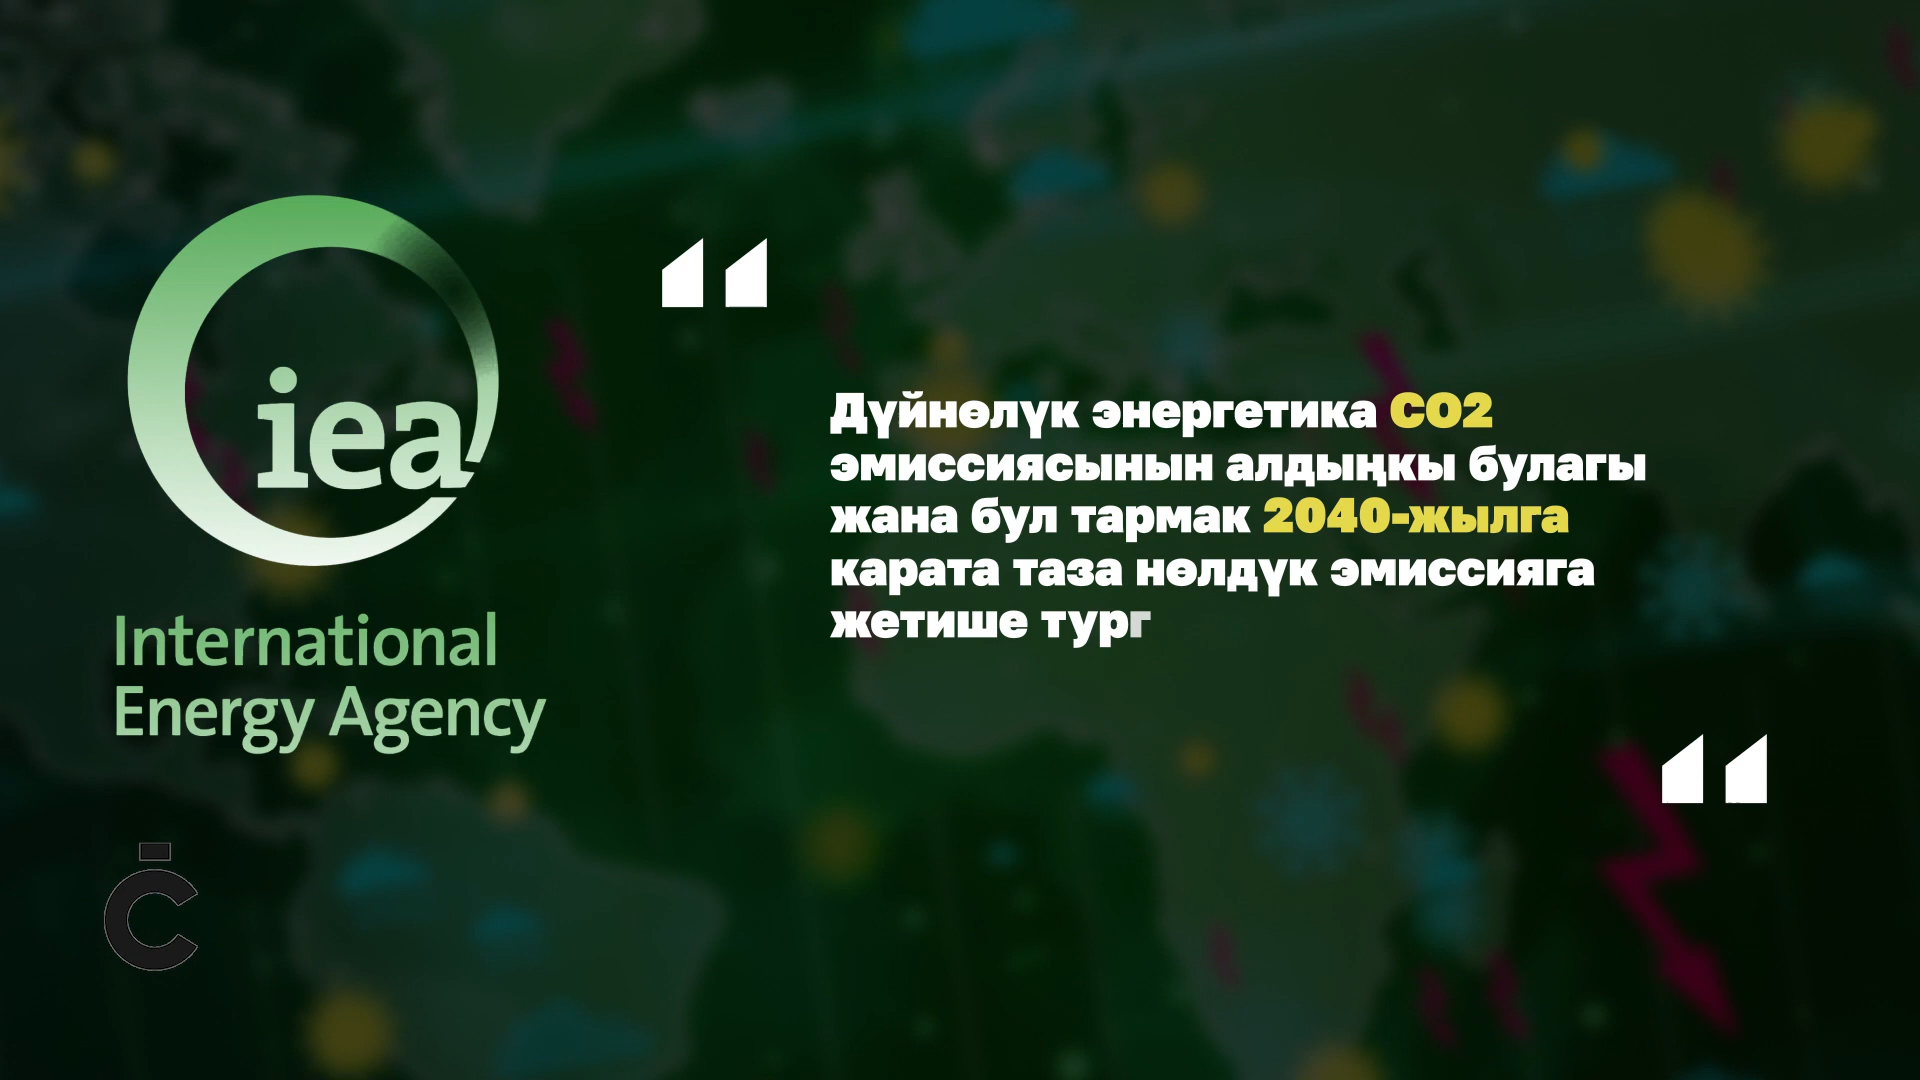 iea
International
Energy Agency
Дүйнөлүк энергетика CO2
эмиссиясынын алдыңкы булагы
жана бул тармак 2040-жылга
карата таза нөлдүк эмиссияга
жетише тург